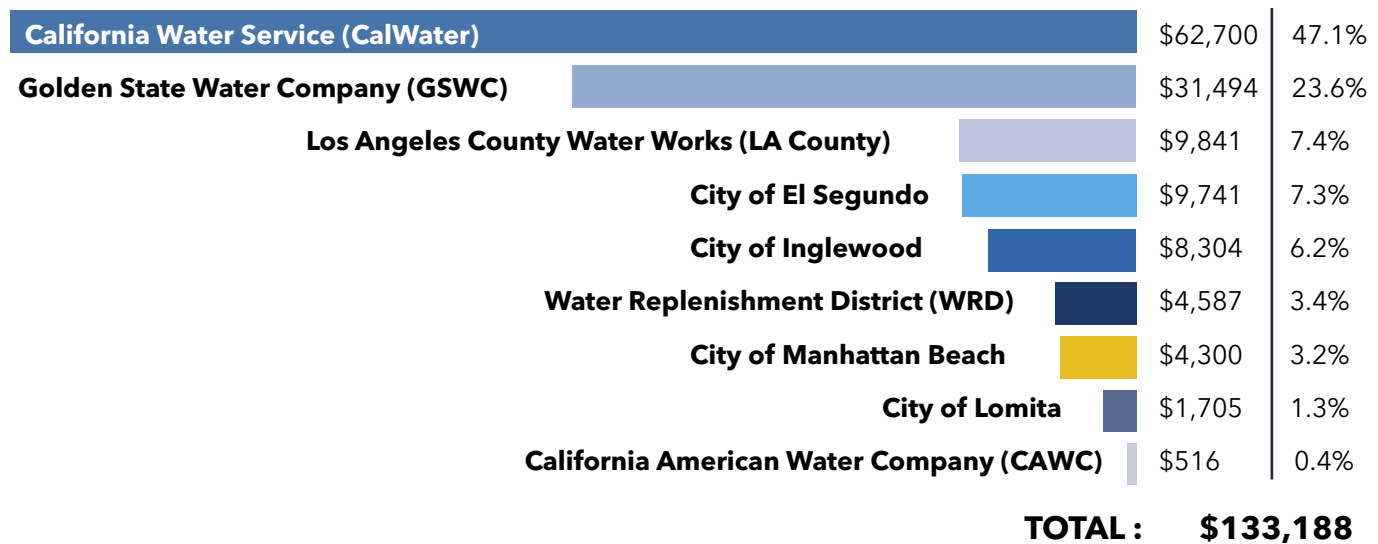 California Water Service (CalWater) $62,700 47.1%
Golden State Water Company (GSWC) $31,494 23.6%
Los Angeles County Water Works (LA County) $9,841 7.4%
City of El Segundo $9,741 7.3%
City of Inglewood $8,304 6.2%
Water Replenishment District (WRD) $4,587 3.4%
City of Manhattan Beach $4,300 3.2%
City of Lomita $1,705 1.3%
California American Water Company (CAWC) $516 0.4%
TOTAL : $133,188